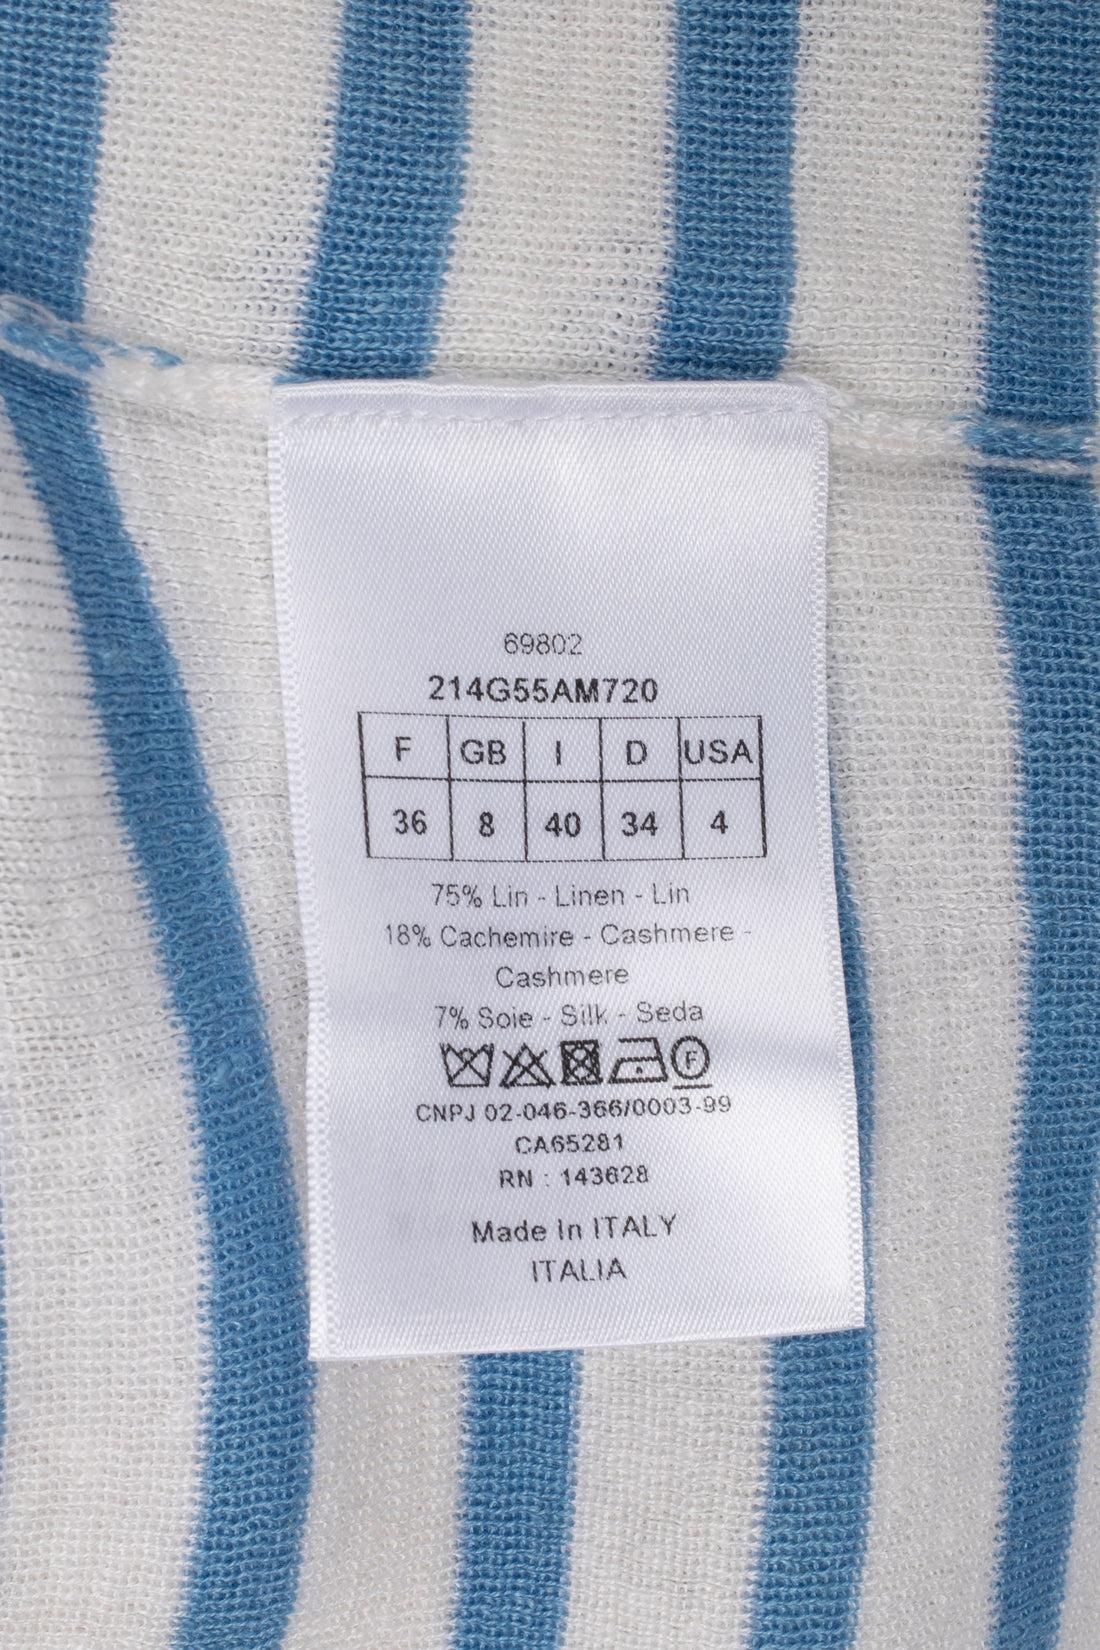 69802
214G55AM720
F GB I D USA
36 8 40 34 4
75% Lin - Linen - Lin
18% Cachemire - Cashmere -
Cashmere
7% Soie - Silk - Seda
F
CNPJ 02-046-366/0003-99
CA65281
RN : 143628
Made In ITALY
ITALIA